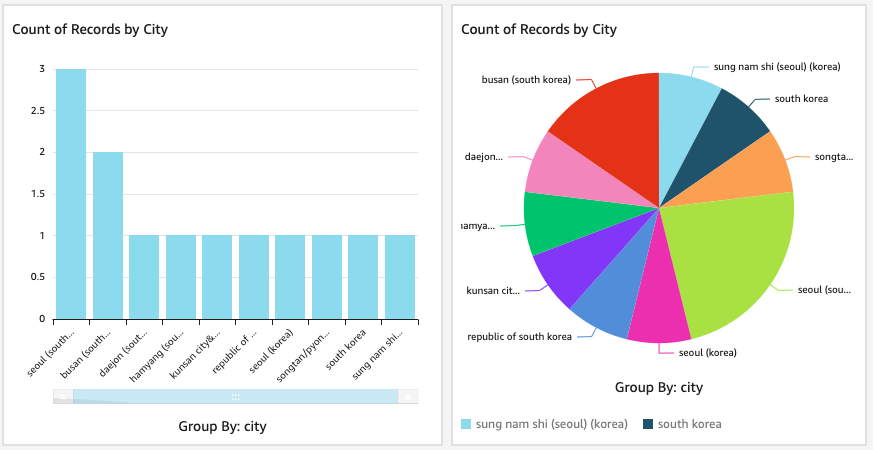 Count of Records by City
3
2.5
2
1.5
1
0.5
0
seoul (south...
busan (south...
daejon (sout...
hamyang (sou...
kunsan city&...
republic of ...
seoul (korea)
songtan/pyon...
south korea
sung nam shi...
Group By: city
Count of Records by City
sung nam shi (seoul) (korea)
busan (south korea)
south korea
daejon...
songta...
amya...
kunsan cit...
seoul (sou...
republic of south korea
seoul (korea)
Group By: city
sung nam shi (seoul) (korea)
south korea